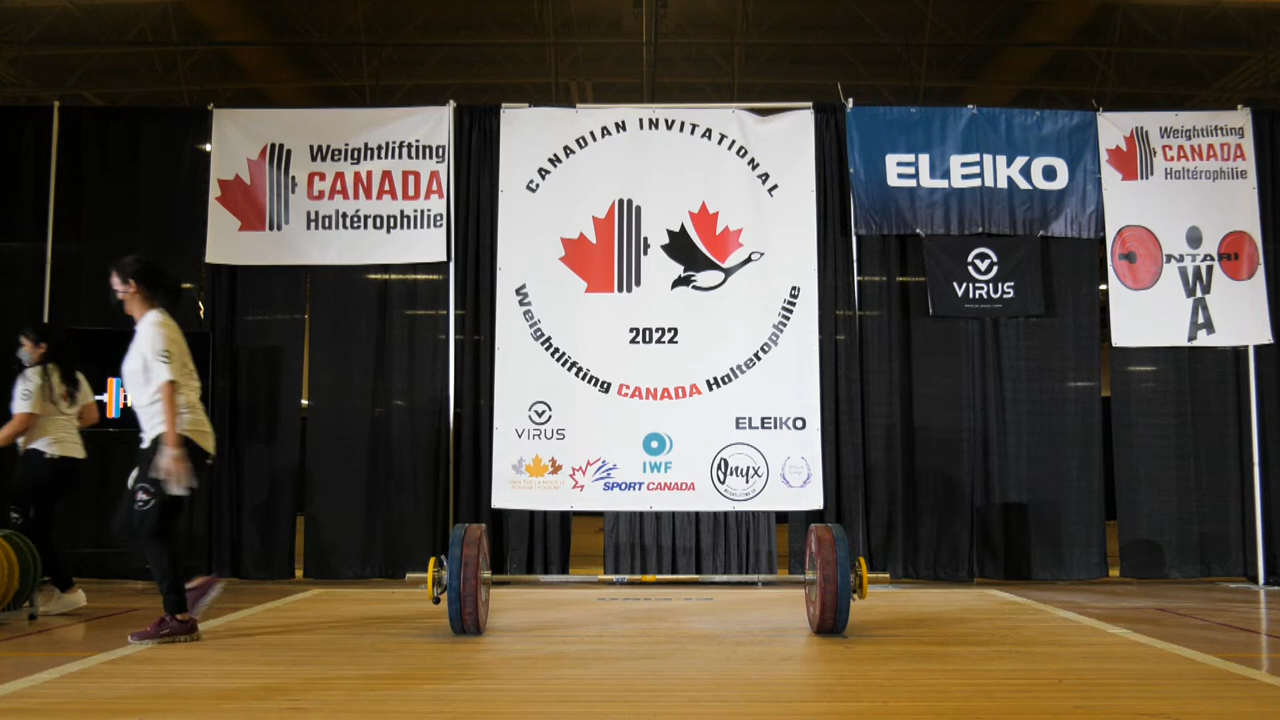 Weightlifting
CANADA
Haltérophilie
CANADIAN INVITATIONAL
2022
Weightlifting CANADA Halterophilie
VIRUS
ELEIKO
IWF
SPORT CANADA
Onyx
ELEIKO
VIRUS
Weightlifting
CANADA
Haltérophilie
NTARI
W
A
ELEIKO